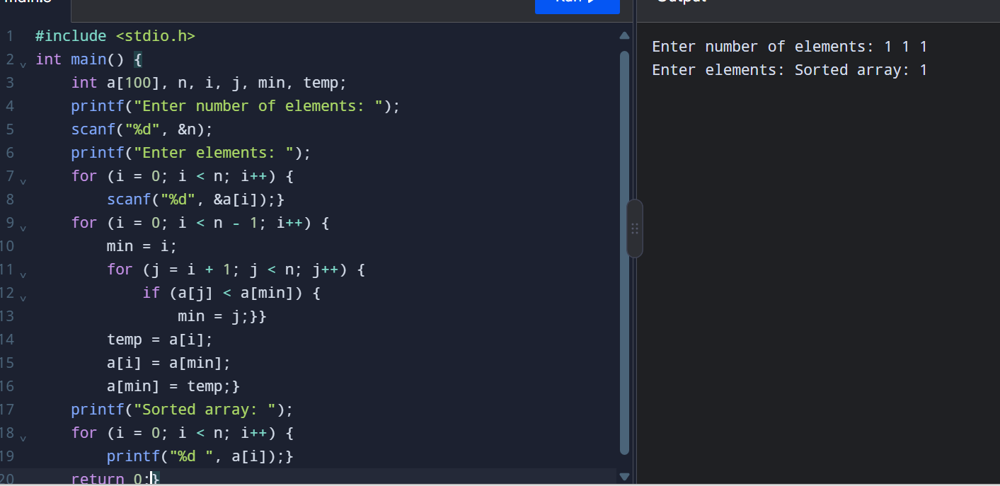 main.c
Run
Output
1 #include <stdio.h>
2 int main() {
3     int a[100], n, i, j, min, temp;
4     printf("Enter number of elements: ");
5     scanf("%d", &n);
6     printf("Enter elements: ");
7     for (i = 0; i < n; i++) {
8         scanf("%d", &a[i]);}
9     for (i = 0; i < n - 1; i++) {
10         min = i;
11         for (j = i + 1; j < n; j++) {
12             if (a[j] < a[min]) {
13                 min = j;}}
14         temp = a[i];
15         a[i] = a[min];
16         a[min] = temp;}
17     printf("Sorted array: ");
18     for (i = 0; i < n; i++) {
19         printf("%d ", a[i]);}
20     return 0;}
Enter number of elements: 1 1 1
Enter elements: Sorted array: 1